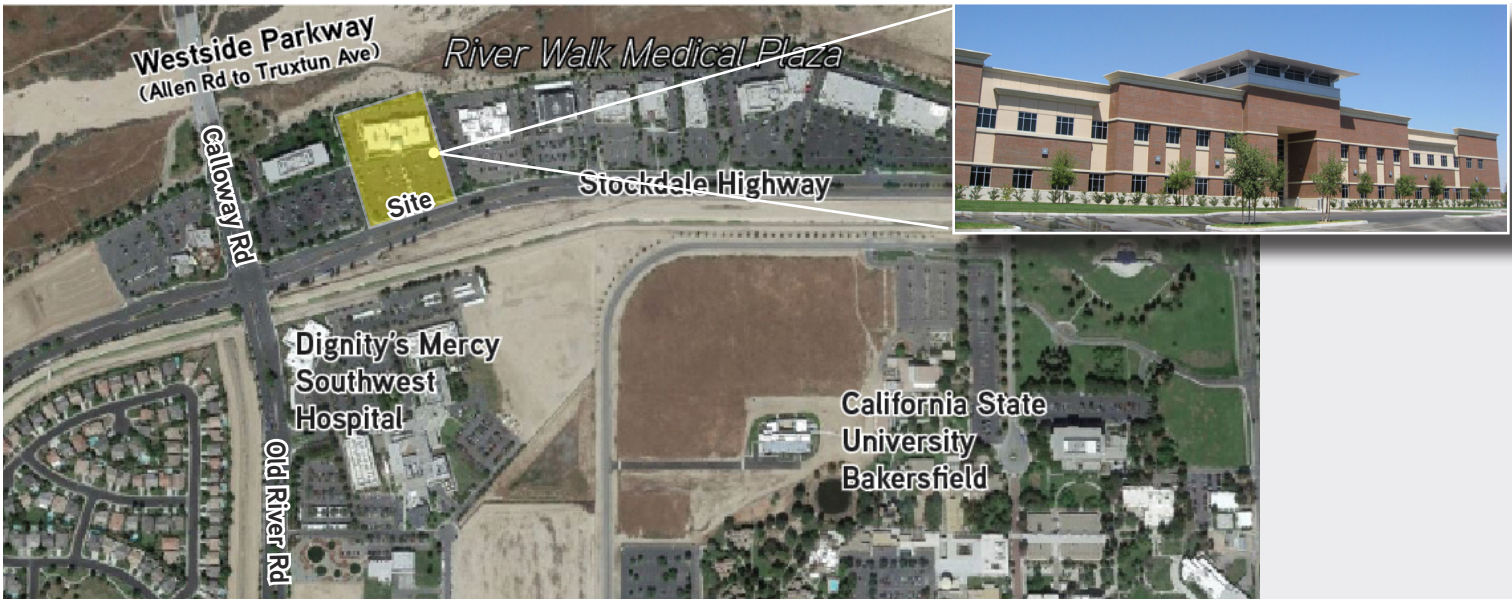 Westside Parkway
(Allen Rd to Truxtun Ave)
River Walk Medical Plaza
Calloway Rd
Site
Stockdale Highway
Dignity's Mercy
Southwest
Hospital
California State
University
Bakersfield
Old River Rd